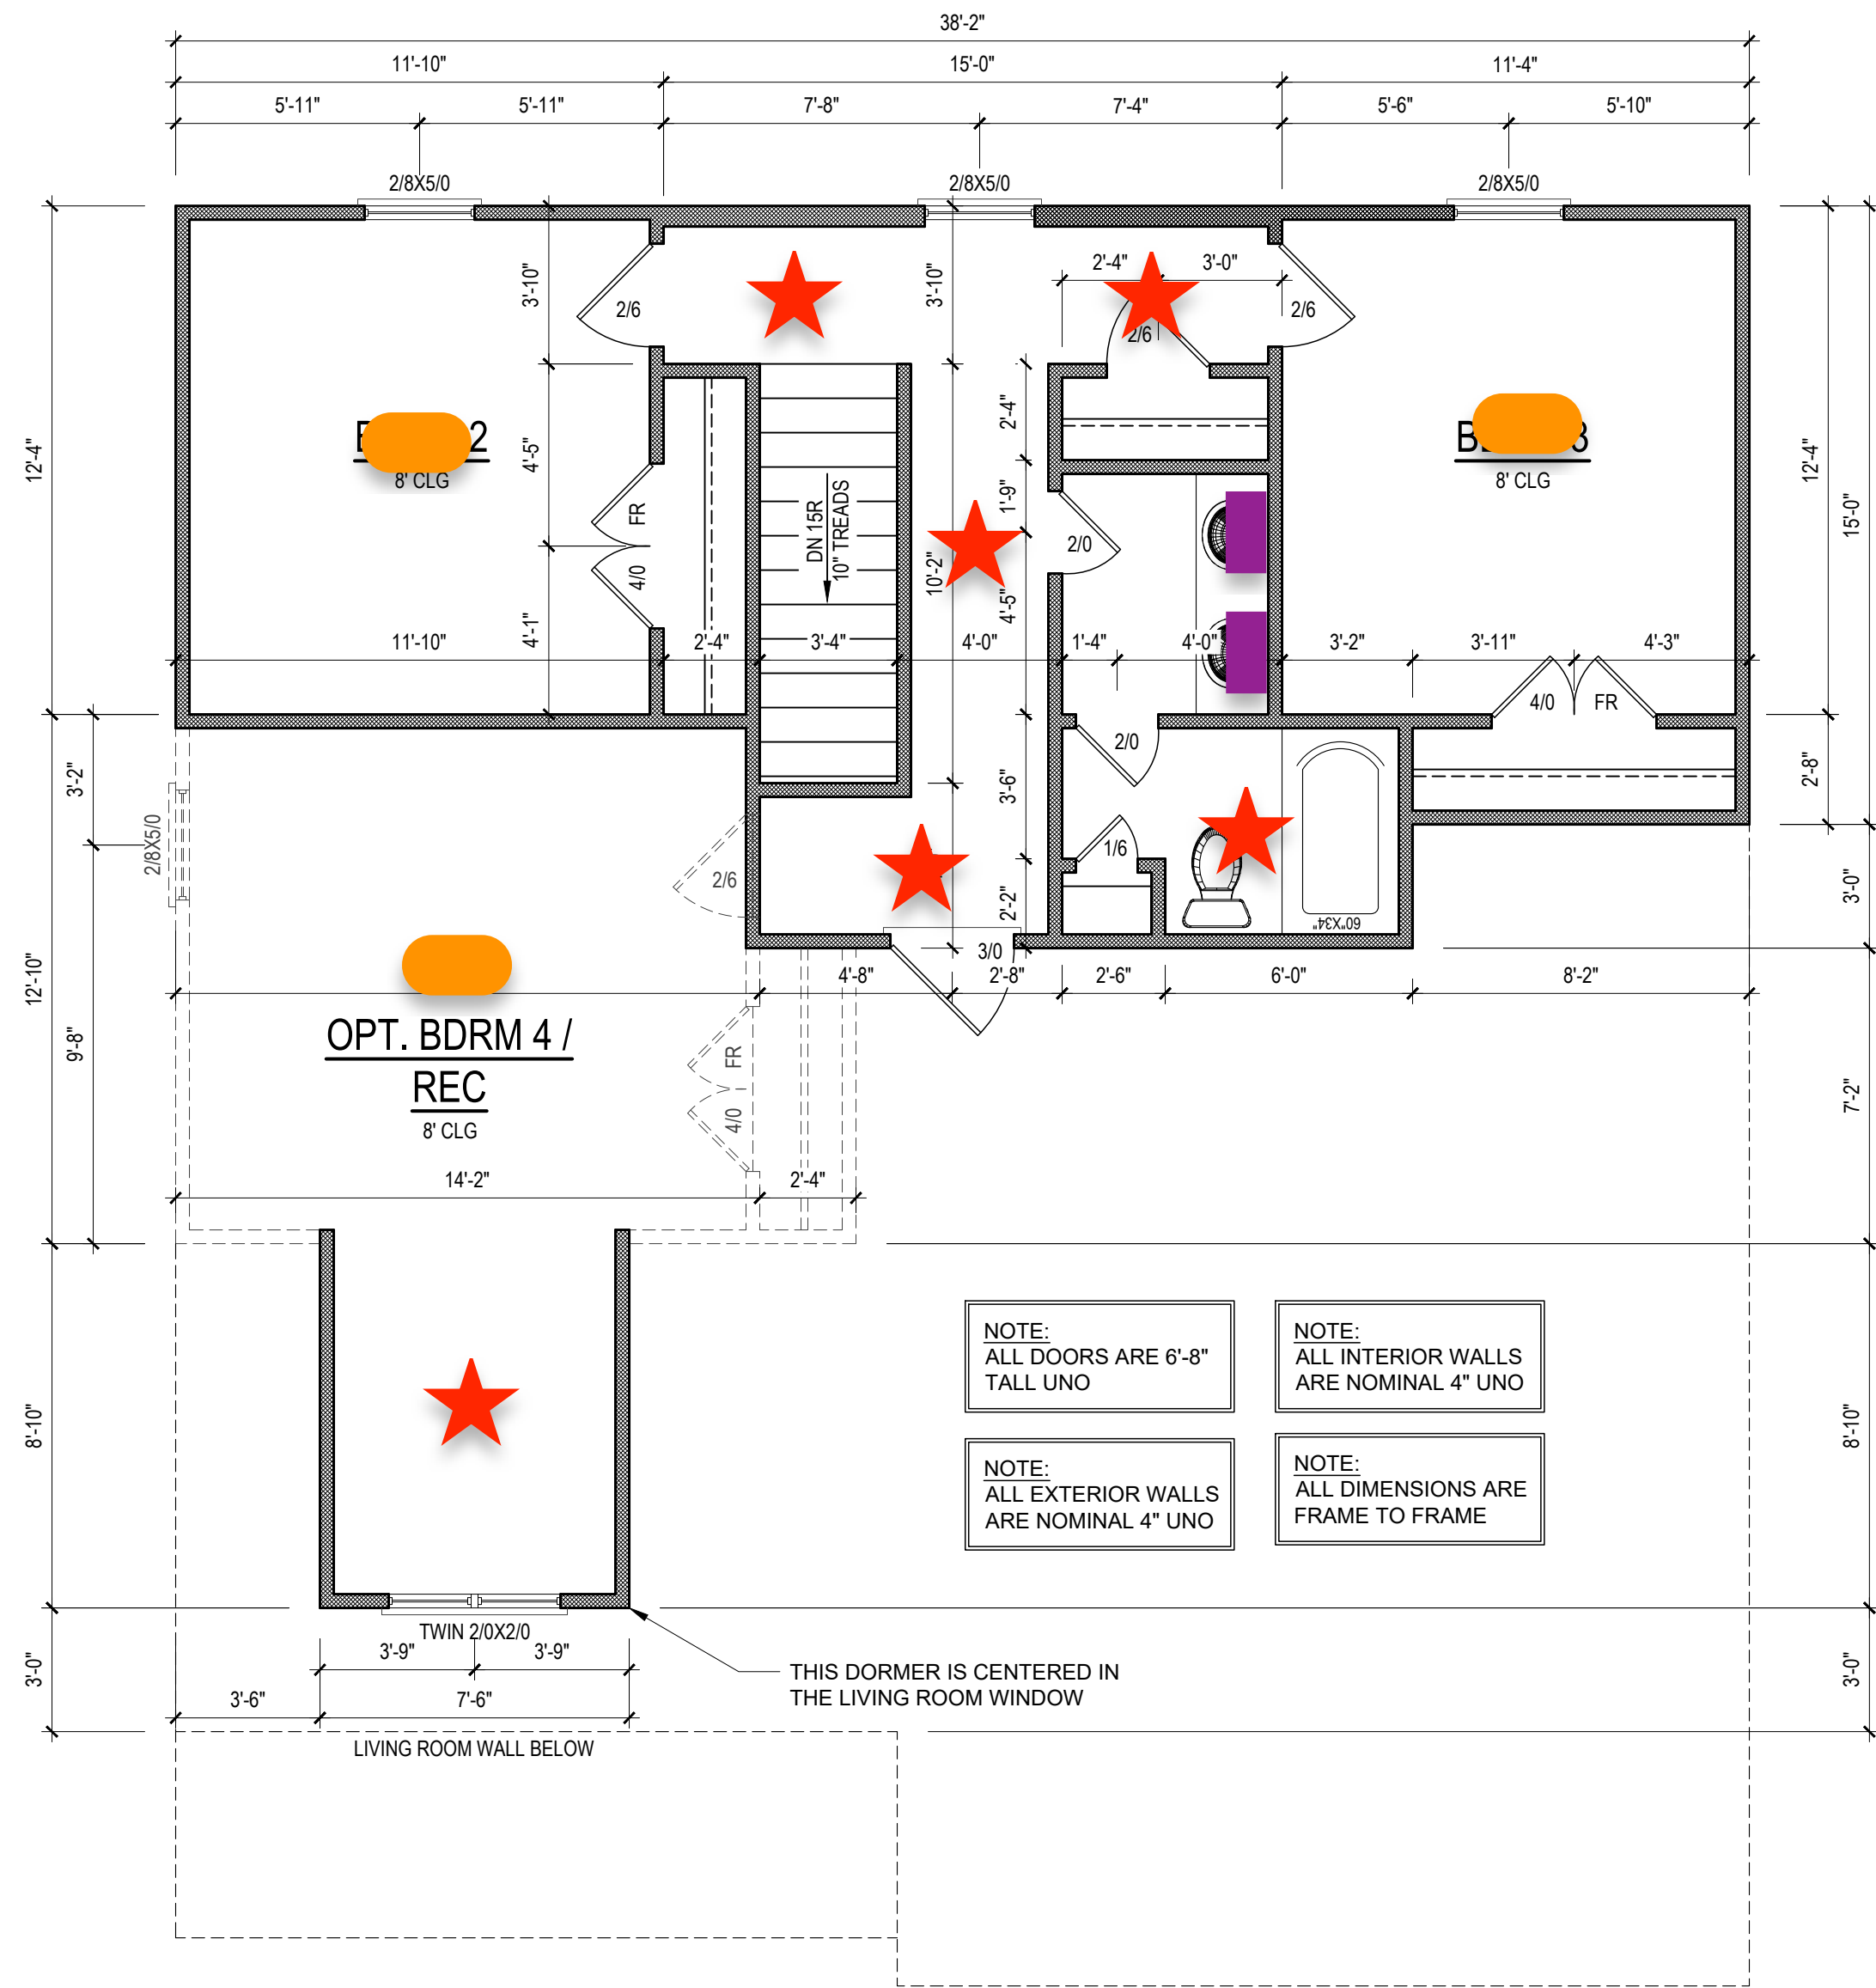 38'-2"
11'-10"
15'-0"
11'-4"
5'-11"
5'-11"
7'-8"
7'-4"
5'-6"
5'-10"
2/8X5/0
2/8X5/0
2/8X5/0
3'-10"
3'-10"
2'-4"
3'-0"
2/6
2/6
2/6
12'-4"
4'-5"
2
8' CLG
8' CLG
2'-4"
12'-4"
15'-0"
FR
4/0
DN 15R
10" TREADS
10'-2"
1'-9"
2/0
4'-5"
4'-1"
11'-10"
2'-4"
3'-4"
4'-0"
1'-4"
4'-0"
3'-2"
3'-11"
4'-3"
4/0
FR
2/0
3'-2"
3'-6"
2'-8"
2/8X5/0
2/6
1/6
2'-2"
60"X34"
3'-0"
3/0
12'-10"
9'-8"
4'-8"
2'-8"
2'-6"
6'-0"
8'-2"
OPT. BDRM 4 /
REC
8' CLG
FR
4/0
7'-2"
14'-2"
2'-4"
NOTE:
ALL DOORS ARE 6'-8"
TALL UNO
NOTE:
ALL INTERIOR WALLS
ARE NOMINAL 4" UNO
NOTE:
ALL EXTERIOR WALLS
ARE NOMINAL 4" UNO
NOTE:
ALL DIMENSIONS ARE
FRAME TO FRAME
8'-10"
8'-10"
TWIN 2/0X2/0
3'-9"
3'-9"
3'-0"
3'-6"
7'-6"
THIS DORMER IS CENTERED IN
THE LIVING ROOM WINDOW
3'-0"
LIVING ROOM WALL BELOW